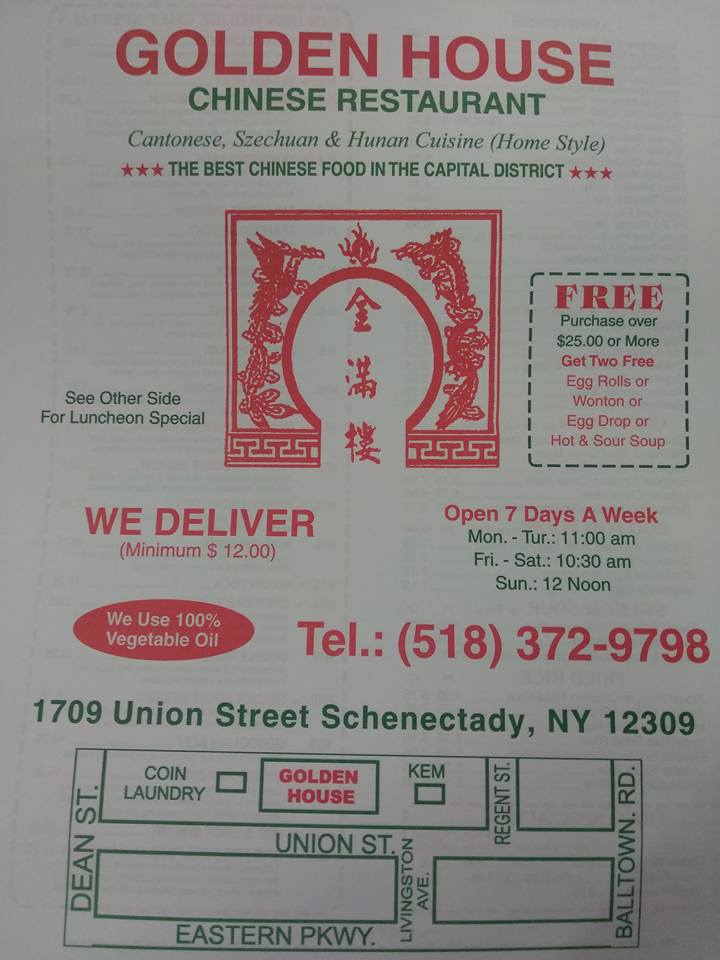 GOLDEN HOUSE
CHINESE RESTAURANT
Cantonese, Szechuan & Hunan Cuisine (Home Style)
★★★ THE BEST CHINESE FOOD IN THE CAPITAL DISTRICT ★★★
金
滿
樓
See Other Side
For Luncheon Special
FREE
Purchase over
$25.00 or More
Get Two Free
Egg Rolls or
Wonton or
Egg Drop or
Hot & Sour Soup
WE DELIVER
(Minimum $ 12.00)
Open 7 Days A Week
Mon. - Tur.: 11:00 am
Fri. - Sat.: 10:30 am
Sun.: 12 Noon
We Use 100%
Vegetable Oil
Tel.: (518) 372-9798
1709 Union Street Schenectady, NY 12309
DEAN ST.
COIN
LAUNDRY
GOLDEN
HOUSE
KEM
REGENT ST.
BALLTOWN. RD.
UNION ST.
LIVINGSTON
AVE.
EASTERN PKWY.